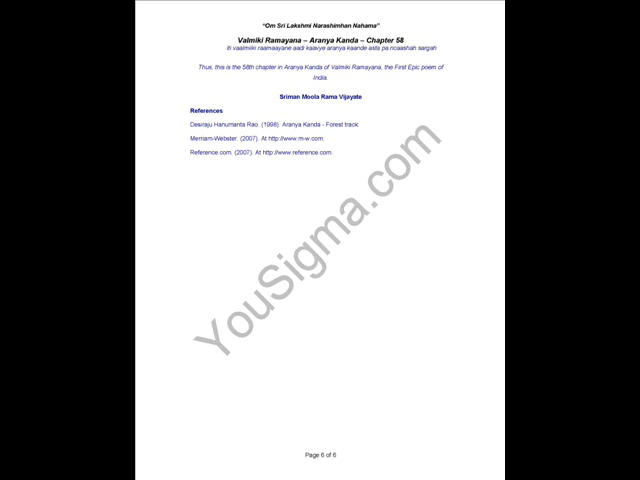 “Om Sri Lakshmi Narashimhan Nahama”
Valmiki Ramayana – Aranya Kanda – Chapter 58
iti vaalmiiki raamaayane aadi kaavye aranya kaande asta pa ncaashah sargah
Thus, this is the 58th chapter in Aranya Kanda of Valmiki Ramayana, the First Epic poem of
India.
Sriman Moola Rama Vijayate
References
Desiraju Hanumanta Rao. (1998). Aranya Kanda - Forest track.
Merriam-Webster. (2007). At http://www.m-w.com.
Reference.com. (2007). At http://www.reference.com.
YouSigma.com
Page 6 of 6